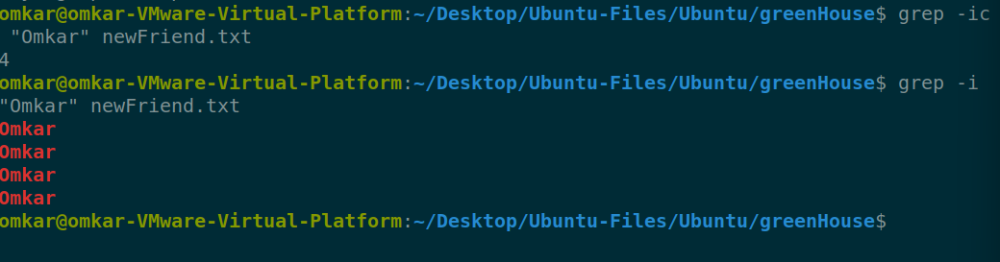 omkar@omkar-VMware-Virtual-Platform:~/Desktop/Ubuntu-Files/Ubuntu/greenHouse$ grep -ic
 "Omkar" newFriend.txt
4
omkar@omkar-VMware-Virtual-Platform:~/Desktop/Ubuntu-Files/Ubuntu/greenHouse$ grep -i
"Omkar" newFriend.txt
Omkar
Omkar
Omkar
Omkar
omkar@omkar-VMware-Virtual-Platform:~/Desktop/Ubuntu-Files/Ubuntu/greenHouse$